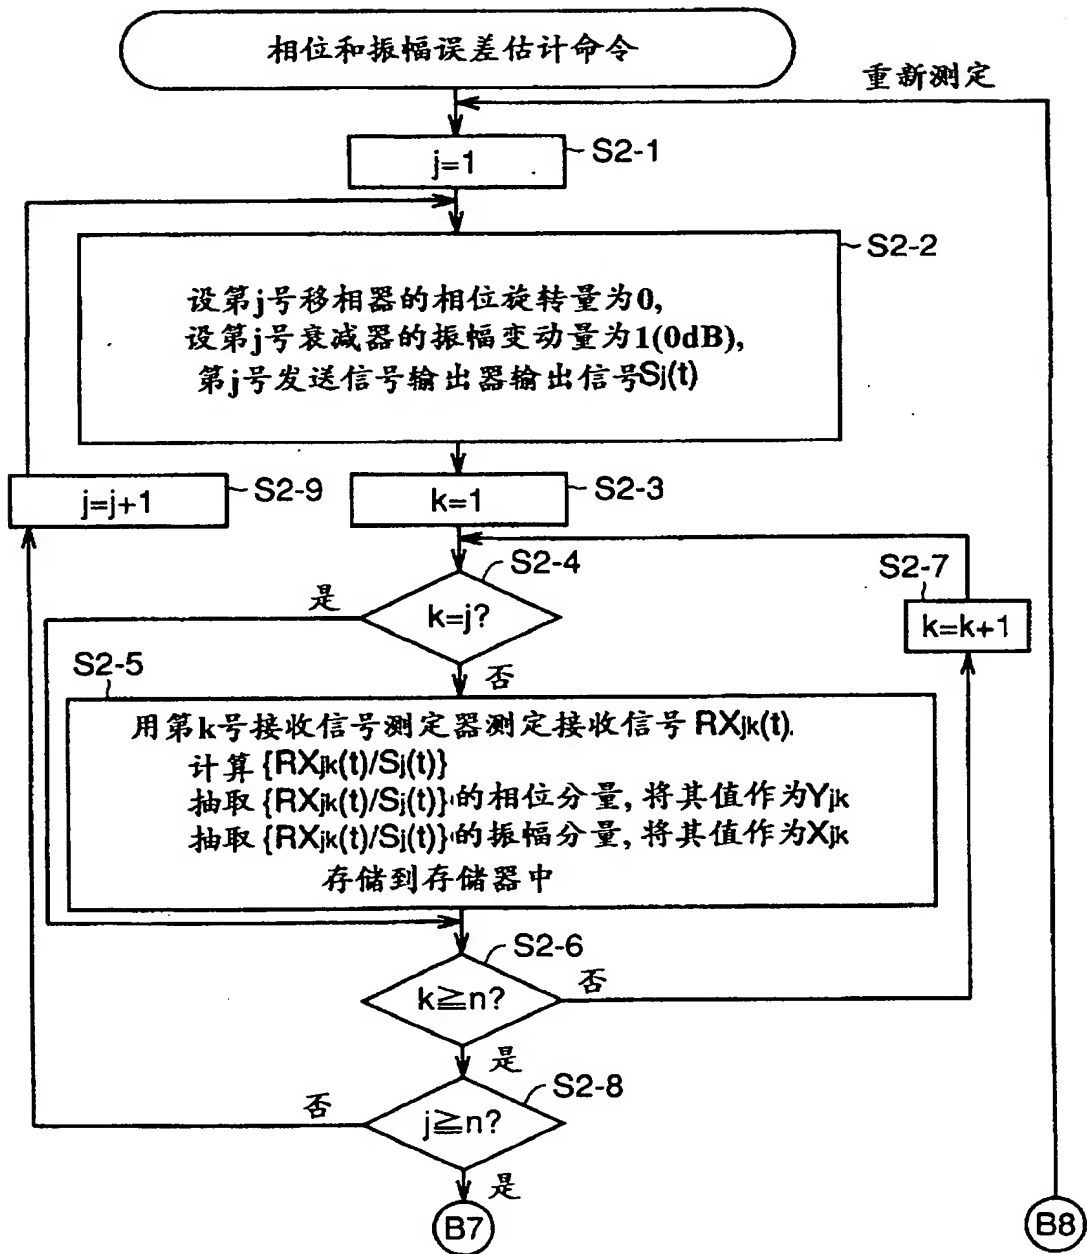 相位和振幅误差估计命令
重新测定
j=1
S2-1
S2-2
设第j号移相器的相位旋转量为0,
设第j号衰减器的振幅变动量为1(0dB),
第j号发送信号输出器输出信号Sj(t)
j=j+1
S2-9
k=1
S2-3
S2-4
S2-7
是
k=j?
k=k+1
S2-5
否
用第k号接收信号测定器测定接收信号RXjk(t).
计算{RXjk(t)/Sj(t)}
抽取{RXjk(t)/Sj(t)}的相位分量,将其值作为Yjk
抽取{RXjk(t)/Sj(t)}的振幅分量,将其值作为Xjk
存储到存储器中
S2-6
k≧n?
否
是
S2-8
否
j≧n?
是
B7
B8